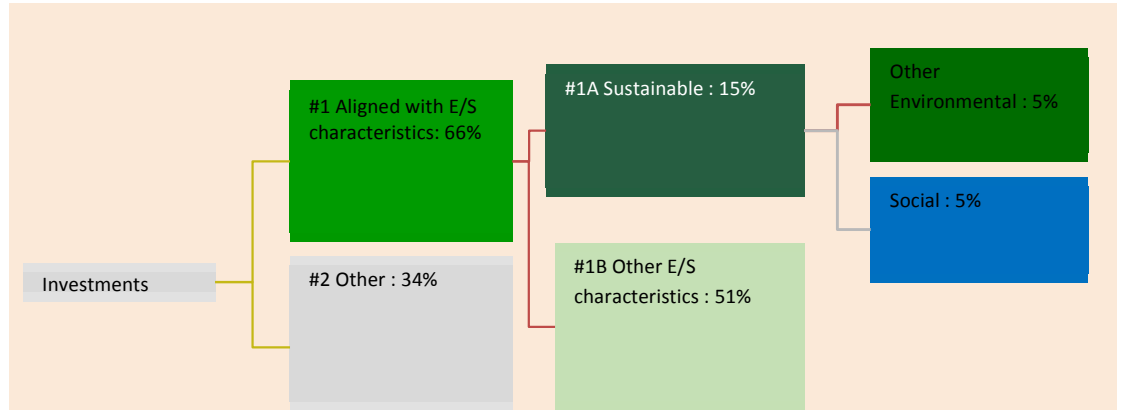 Investments
#1 Aligned with E/S
characteristics: 66%
#2 Other : 34%
#1A Sustainable : 15%
#1B Other E/S
characteristics : 51%
Other
Environmental : 5%
Social : 5%